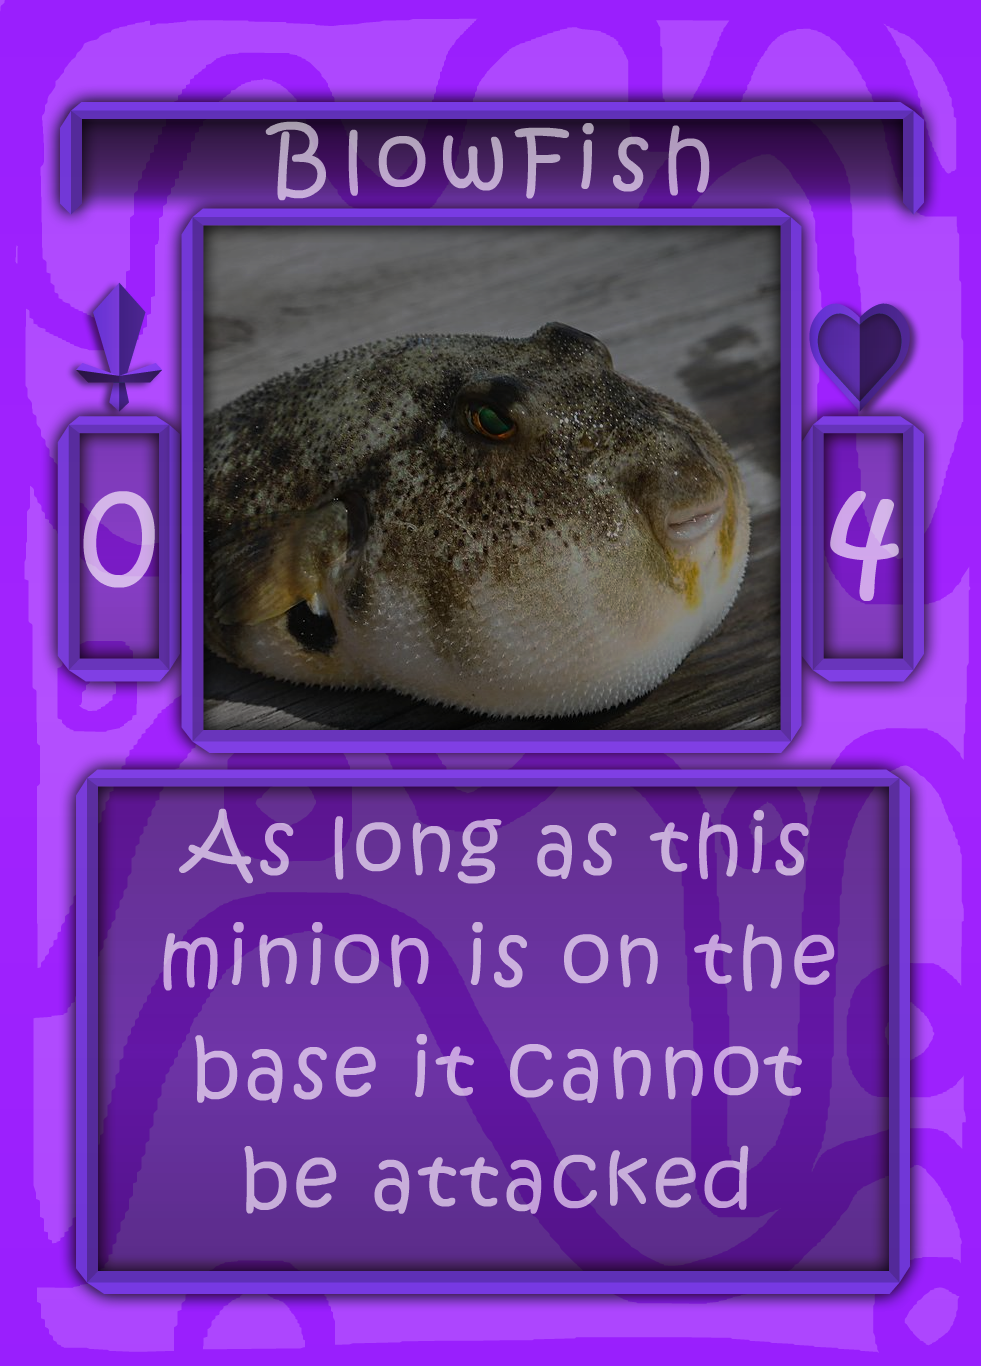 BlowFish
0
4
As long as this
minion is on the
base it cannot
be attacked